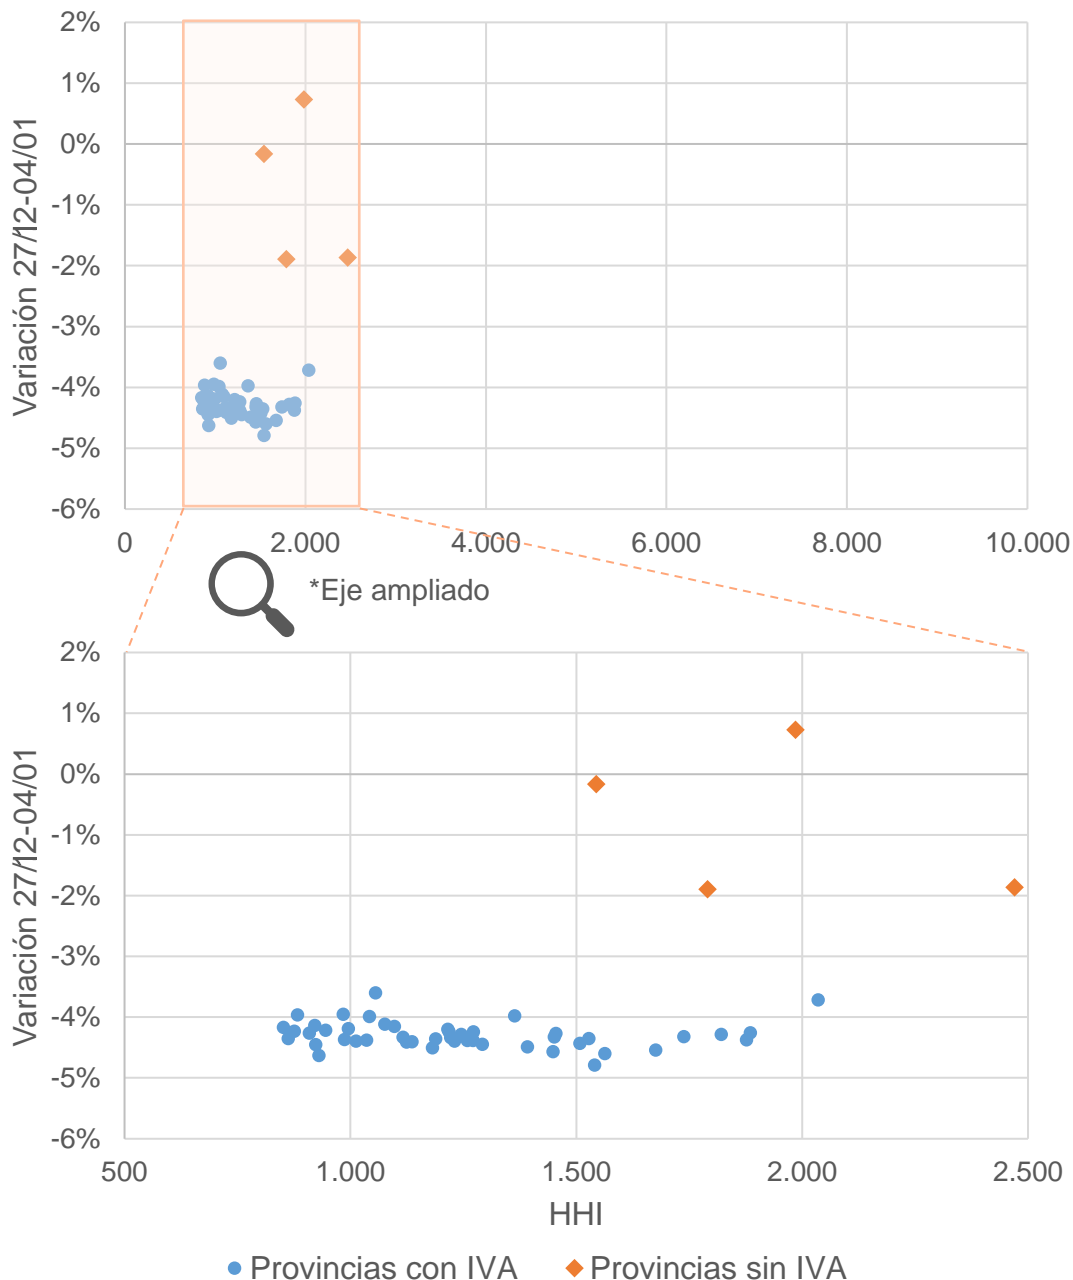 2%
1%
0%
-1%
-2%
-3%
-4%
-5%
-6%
Variación 27/12-04/01
0 2.000 4.000 6.000 8.000 10.000
*Eje ampliado
2%
1%
0%
-1%
-2%
-3%
-4%
-5%
-6%
Variación 27/12-04/01
500 1.000 1.500 2.000 2.500
HHI
Provincias con IVA Provincias sin IVA